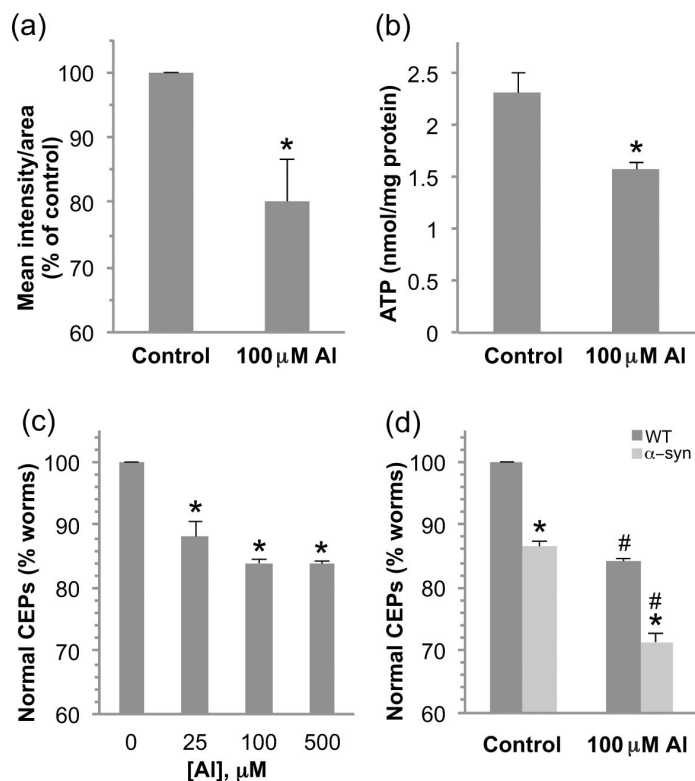 (a)
Mean intensity/area
(% of control)
100
90
80
70
60
*
Control
100 μM Al
(b)
ATP (nmol/mg protein)
2.5
2
1.5
1
0.5
0
*
Control
100 μM Al
(c)
Normal CEPs (% worms)
100
90
80
70
60
*
*
*
0 25 100 500
[Al], μM
(d)
WT
α-syn
Normal CEPs (% worms)
100
90
80
70
60
*
#
#
*
Control
100 μM Al